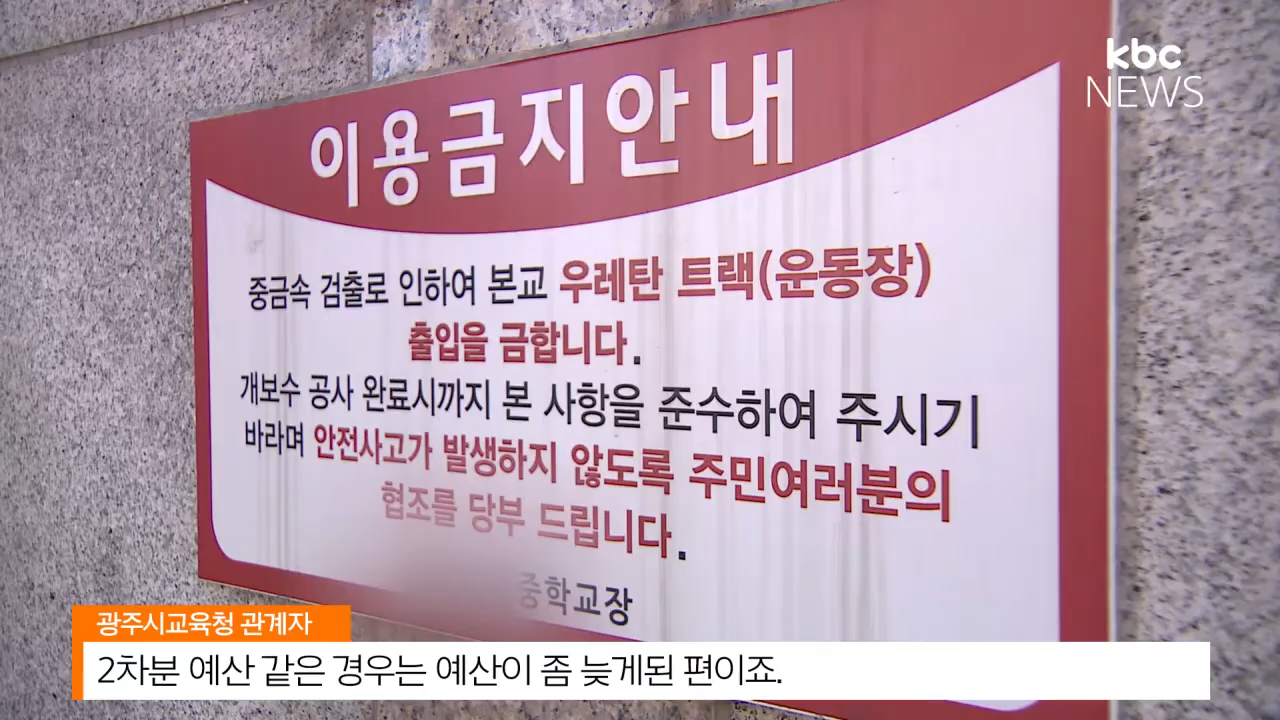 kbc
NEWS
이용금지안내
중금속 검출로 인하여 본교 우레탄 트랙(운동장)
출입을 금합니다.
개보수 공사 완료시까지 본 사항을 준수하여 주시기
바라며 안전사고가 발생하지 않도록 주민여러분의
협조를 당부 드립니다.
중학교장
광주시교육청 관계자
2차분 예산 같은 경우는 예산이 좀 늦게된 편이죠.